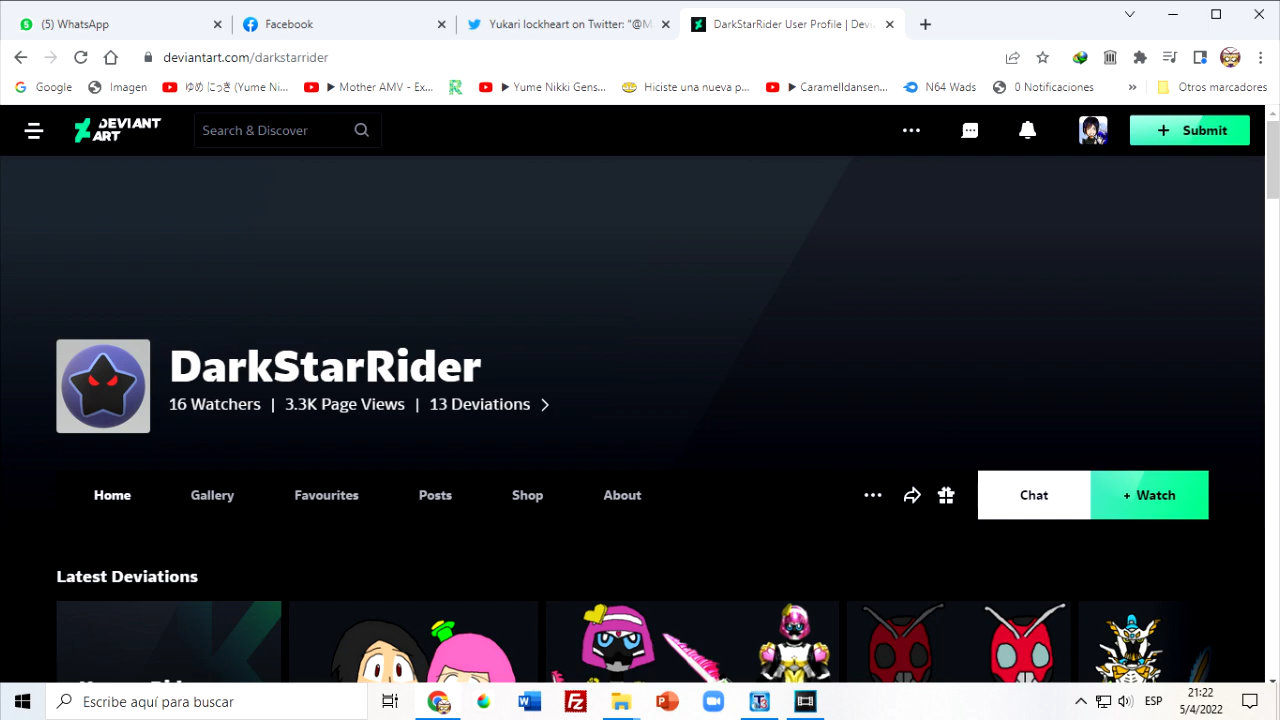 (5) WhatsApp
Facebook
Yukari lockheart on Twitter: "@M
DarkStarRider User Profile | Devi
deviantart.com/darkstarrider
Google
Imagen
ゆめにっき (Yume Ni...
▶ Mother AMV - Ex...
▶ Yume Nikki Gens...
Hiciste una nueva p...
▶ Caramelldansen...
N64 Wads
0 Notificaciones
»
Otros marcadores
DEVIANT
ART
Search & Discover
+ Submit
DarkStarRider
16 Watchers | 3.3K Page Views | 13 Deviations >
Home
Gallery
Favourites
Posts
Shop
About
Chat
+ Watch
Latest Deviations
Escribe aquí para buscar
ESP
21:22
5/4/2022